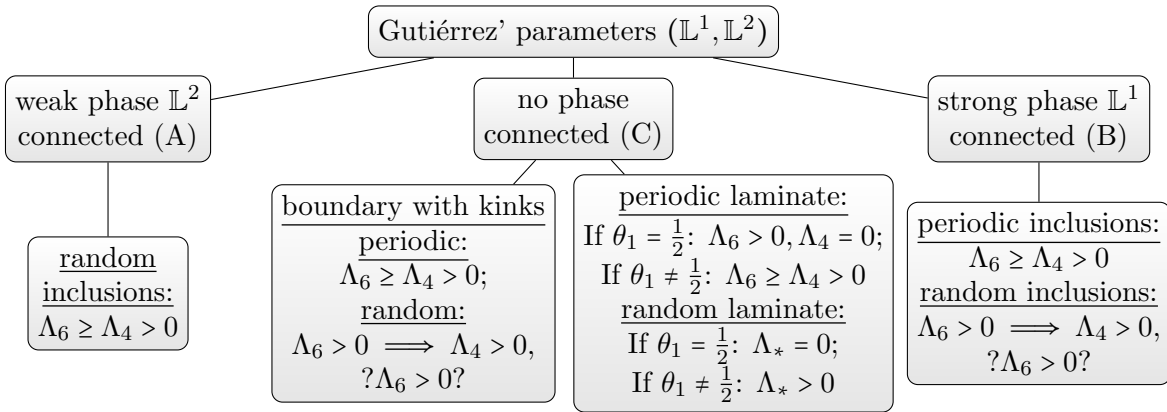 Gutiérrez' parameters (𝕃¹, 𝕃²)
weak phase 𝕃²
connected (A)
random
inclusions:
Λ₆ ≥ Λ₄ > 0
no phase
connected (C)
boundary with kinks
periodic:
Λ₆ ≥ Λ₄ > 0;
random:
Λ₆ > 0 ⟹ Λ₄ > 0,
?Λ₆ > 0?
periodic laminate:
If θ₁ = ½: Λ₆ > 0, Λ₄ = 0;
If θ₁ ≠ ½: Λ₆ ≥ Λ₄ > 0
random laminate:
If θ₁ = ½: Λ⁎ = 0;
If θ₁ ≠ ½: Λ⁎ > 0
strong phase 𝕃¹
connected (B)
periodic inclusions:
Λ₆ ≥ Λ₄ > 0
random inclusions:
Λ₆ > 0 ⟹ Λ₄ > 0,
?Λ₆ > 0?